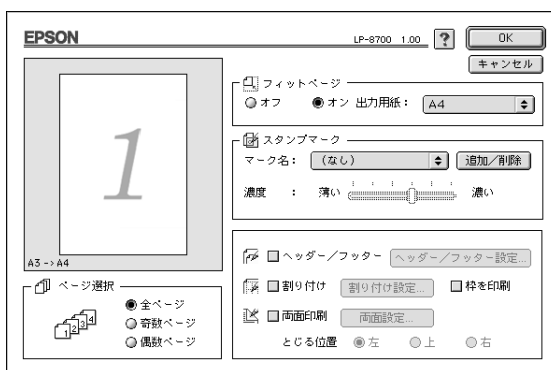 EPSON
LP-8700 1.00
?
OK
キャンセル
フィットページ
オフ
オン 出力用紙：
A4
スタンプマーク
マーク名：
(なし)
追加／削除
濃度 ：
薄い
濃い
1
A3 -> A4
ページ選択
1 2 3 4
全ページ
奇数ページ
偶数ページ
ヘッダー／フッター
ヘッダー／フッター設定...
割り付け
割り付け設定...
枠を印刷
両面印刷
両面設定...
とじる位置
左
上
右